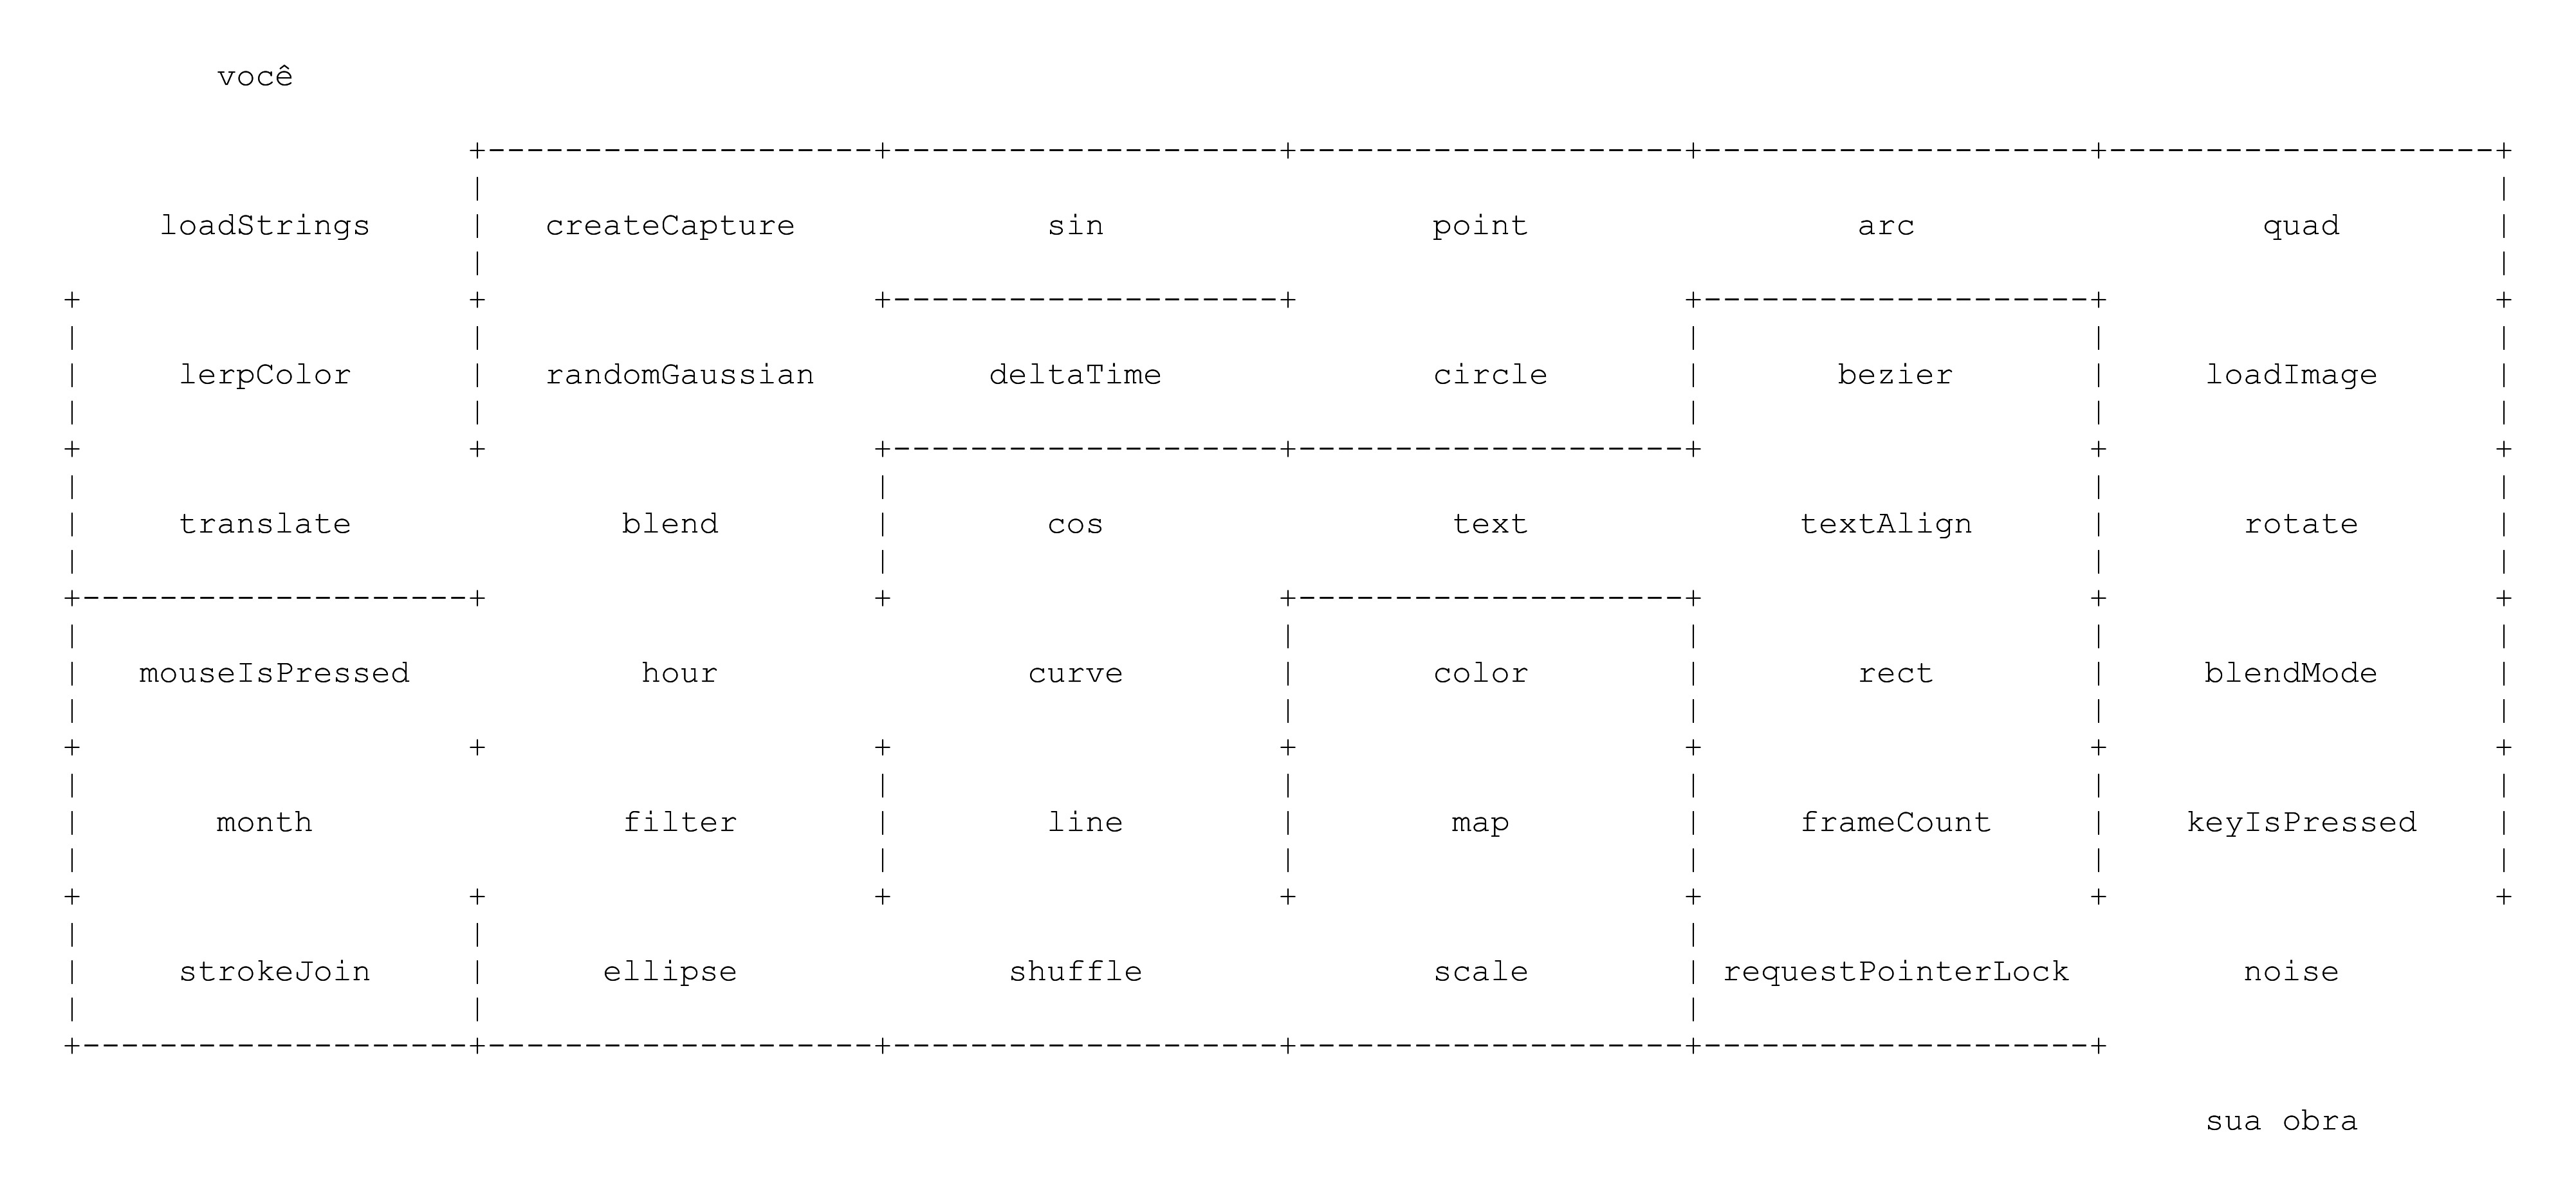 você
loadStrings createCapture sin point arc quad
lerpColor randomGaussian deltaTime circle bezier loadImage
translate blend cos text textAlign rotate
mouseIsPressed hour curve color rect blendMode
month filter line map frameCount keyIsPressed
strokeJoin ellipse shuffle scale requestPointerLock noise
sua obra